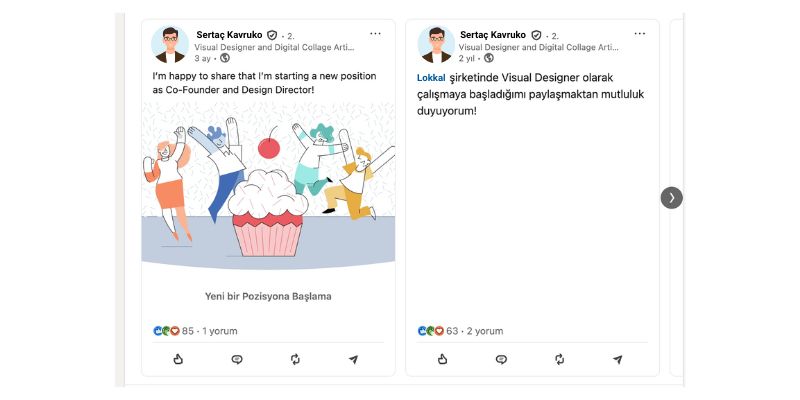 Sertaç Kavruko · 2.
Visual Designer and Digital Collage Arti...
3 ay ·
I'm happy to share that I'm starting a new position
as Co-Founder and Design Director!
Yeni bir Pozisyona Başlama
85 · 1 yorum
Sertaç Kavruko · 2.
Visual Designer and Digital Collage Arti...
2 yıl ·
Lokkal şirketinde Visual Designer olarak
çalışmaya başladığımı paylaşmaktan mutluluk
duyuyorum!
63 · 2 yorum